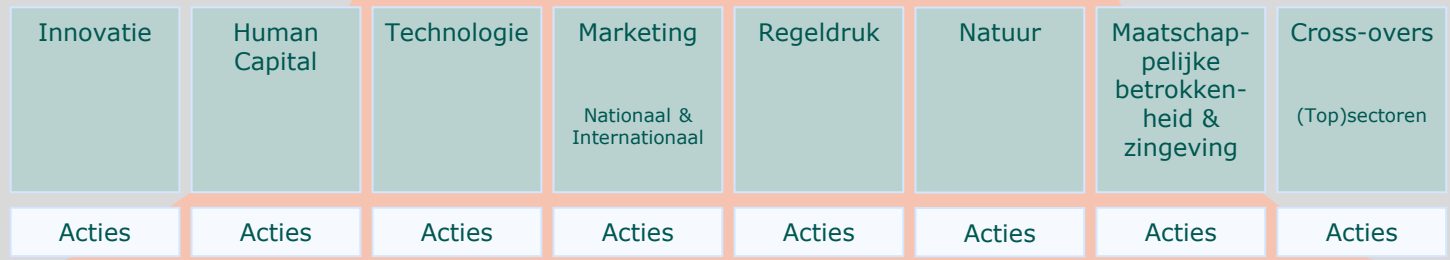 Innovatie
Human
Capital
Technologie
Marketing
Nationaal &
Internationaal
Regeldruk
Natuur
Maatschap-
pelijke
betrokken-
heid &
zingeving
Cross-overs
(Top)sectoren
Acties
Acties
Acties
Acties
Acties
Acties
Acties
Acties